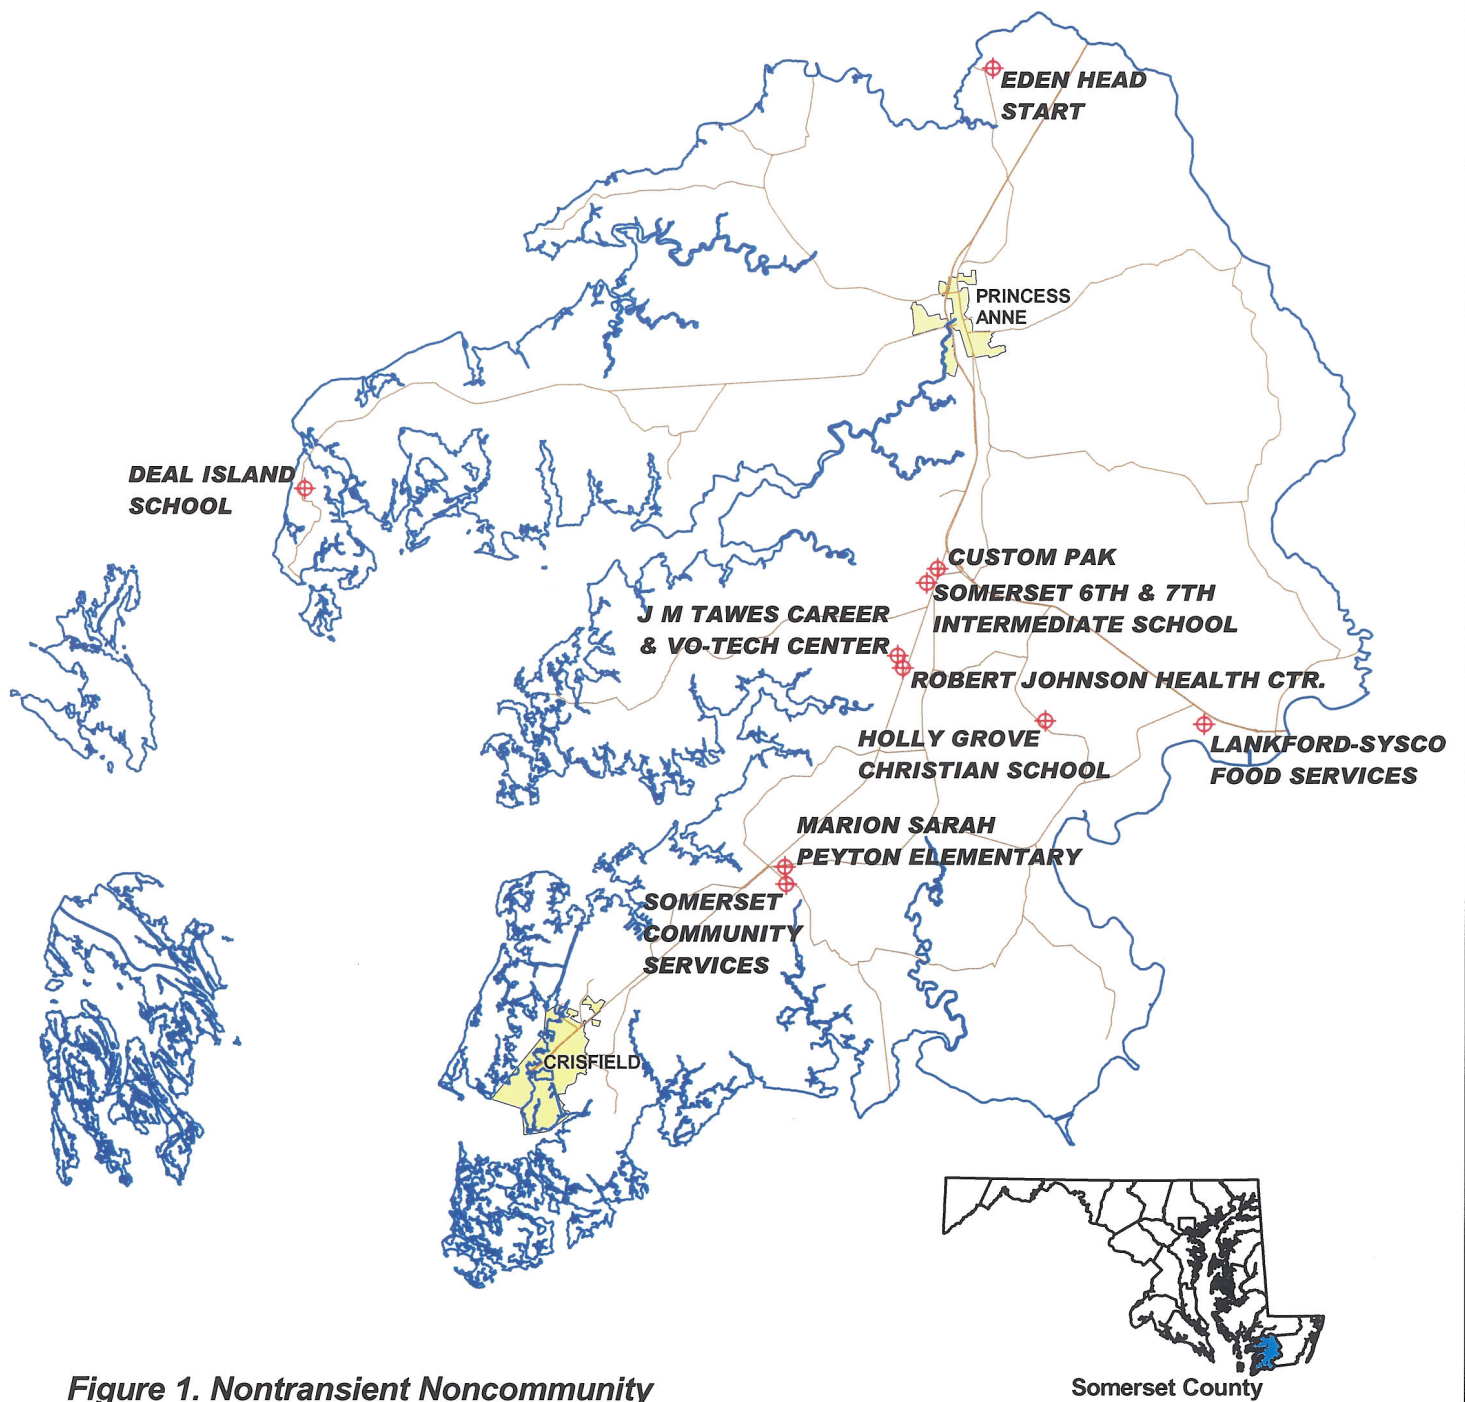 EDEN HEAD
START
PRINCESS
ANNE
DEAL ISLAND
SCHOOL
CUSTOM PAK
SOMERSET 6TH & 7TH
INTERMEDIATE SCHOOL
J M TAWES CAREER
& VO-TECH CENTER
ROBERT JOHNSON HEALTH CTR.
HOLLY GROVE
CHRISTIAN SCHOOL
LANKFORD-SYSCO
FOOD SERVICES
MARION SARAH
PEYTON ELEMENTARY
SOMERSET
COMMUNITY
SERVICES
CRISFIELD
Somerset County
Figure 1. Nontransient Noncommunity